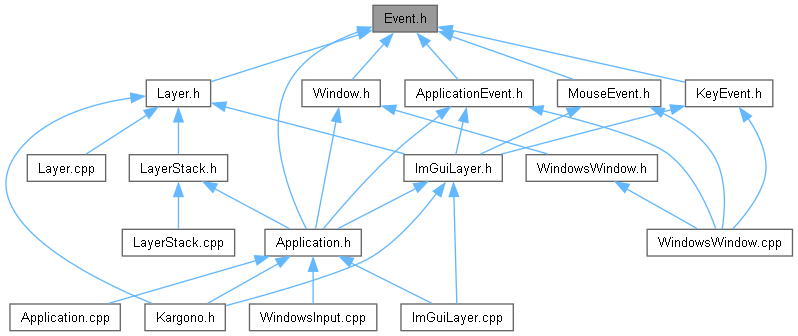 Event.h
Layer.h
Window.h
ApplicationEvent.h
MouseEvent.h
KeyEvent.h
Layer.cpp
LayerStack.h
ImGuiLayer.h
WindowsWindow.h
LayerStack.cpp
Application.h
WindowsWindow.cpp
Application.cpp
Kargono.h
WindowsInput.cpp
ImGuiLayer.cpp